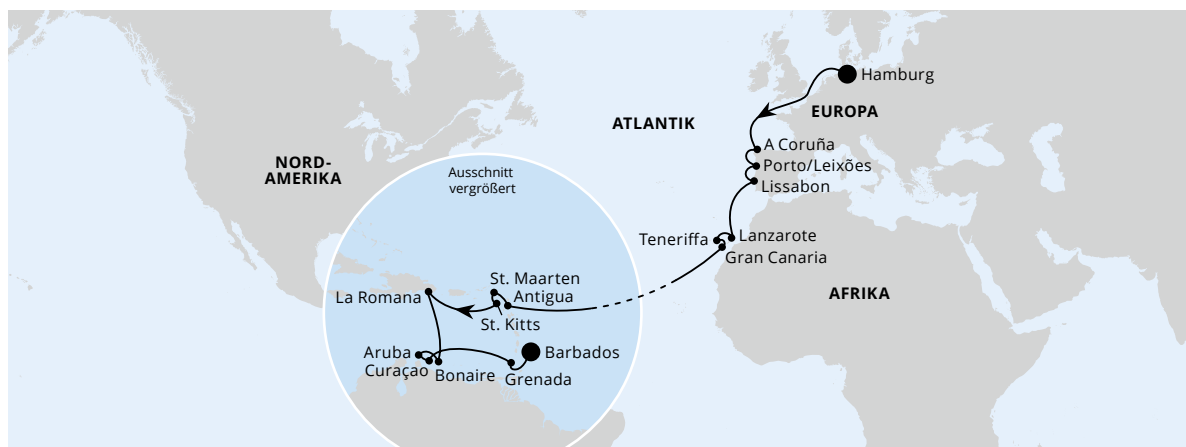 Hamburg
EUROPA
ATLANTIK
A Coruña
Porto/Leixões
Lissabon
NORD-
AMERIKA
Ausschnitt
vergrößert
Teneriffa
Lanzarote
Gran Canaria
AFRIKA
St. Maarten
Antigua
La Romana
St. Kitts
Aruba
Barbados
Curaçao
Bonaire
Grenada